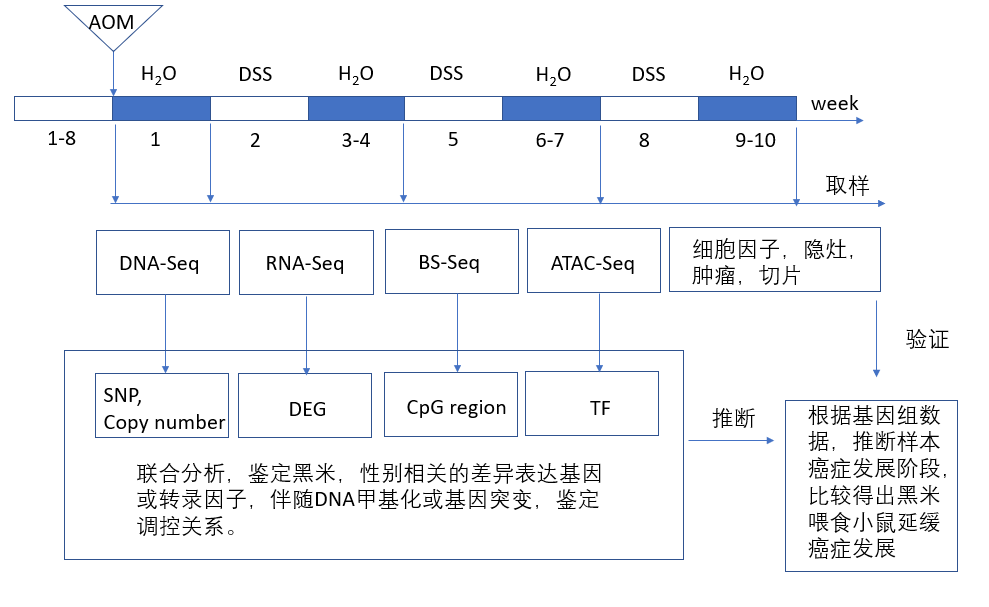 AOM
H₂O
DSS
H₂O
DSS
H₂O
DSS
H₂O
week
1-8
1
2
3-4
5
6-7
8
9-10
取样
DNA-Seq
RNA-Seq
BS-Seq
ATAC-Seq
细胞因子，隐灶，
肿瘤，切片
验证
SNP,
Copy number
DEG
CpG region
TF
联合分析，鉴定黑米，性别相关的差异表达基因
或转录因子，伴随DNA甲基化或基因突变，鉴定
调控关系。
推断
根据基因组数
据，推断样本
癌症发展阶段，
比较得出黑米
喂食小鼠延缓
癌症发展